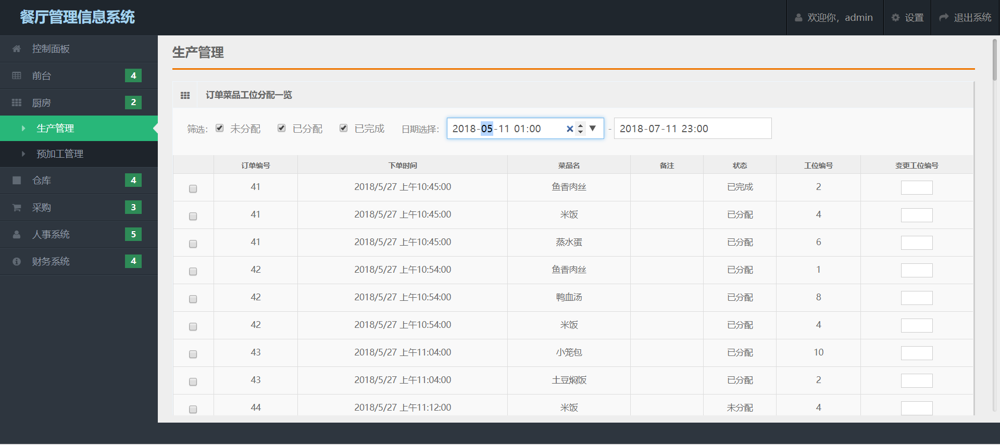 餐厅管理信息系统
欢迎你，admin 设置 退出系统
控制面板
前台 4
厨房 2
生产管理
预加工管理
仓库 4
采购 3
人事系统 5
财务系统 4
生产管理
订单菜品工位分配一览
筛选: 未分配 已分配 已完成 日期选择: 2018-05-11 01:00 - 2018-07-11 23:00
订单编号 下单时间 菜品名 备注 状态 工位编号 变更工位编号
41 2018/5/27 上午10:45:00 鱼香肉丝 已完成 2
41 2018/5/27 上午10:45:00 米饭 已分配 4
41 2018/5/27 上午10:45:00 蒸水蛋 已分配 6
42 2018/5/27 上午10:54:00 鱼香肉丝 已分配 1
42 2018/5/27 上午10:54:00 鸭血汤 已分配 8
42 2018/5/27 上午10:54:00 米饭 已分配 4
43 2018/5/27 上午11:04:00 小笼包 已分配 10
43 2018/5/27 上午11:04:00 土豆焖饭 已分配 2
44 2018/5/27 上午11:12:00 米饭 未分配 4